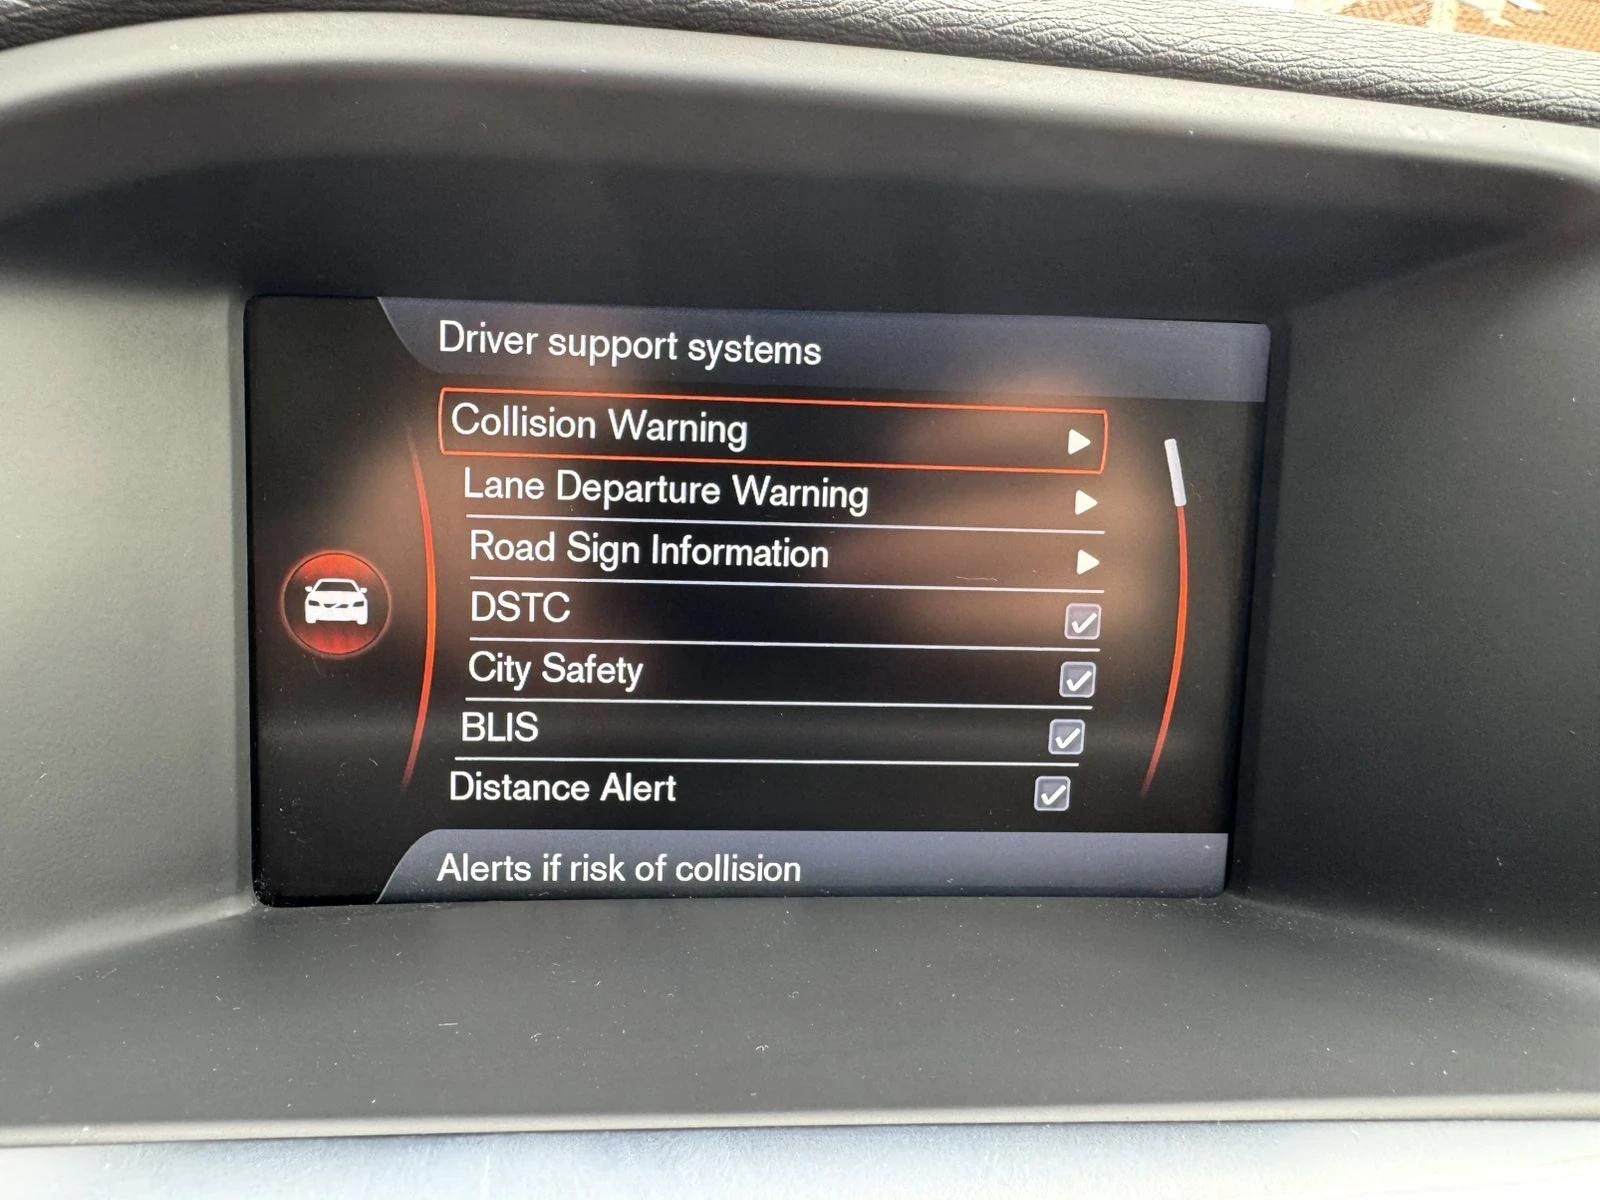 Driver support systems
Collision Warning
Lane Departure Warning
Road Sign Information
DSTC
City Safety
BLIS
Distance Alert
Alerts if risk of collision